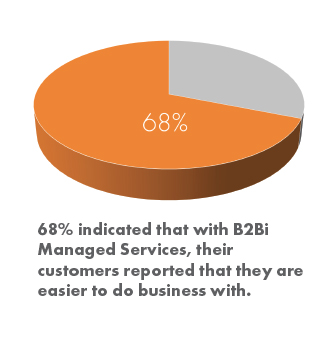 68%
68% indicated that with B2Bi
Managed Services, their
customers reported that they are
easier to do business with.